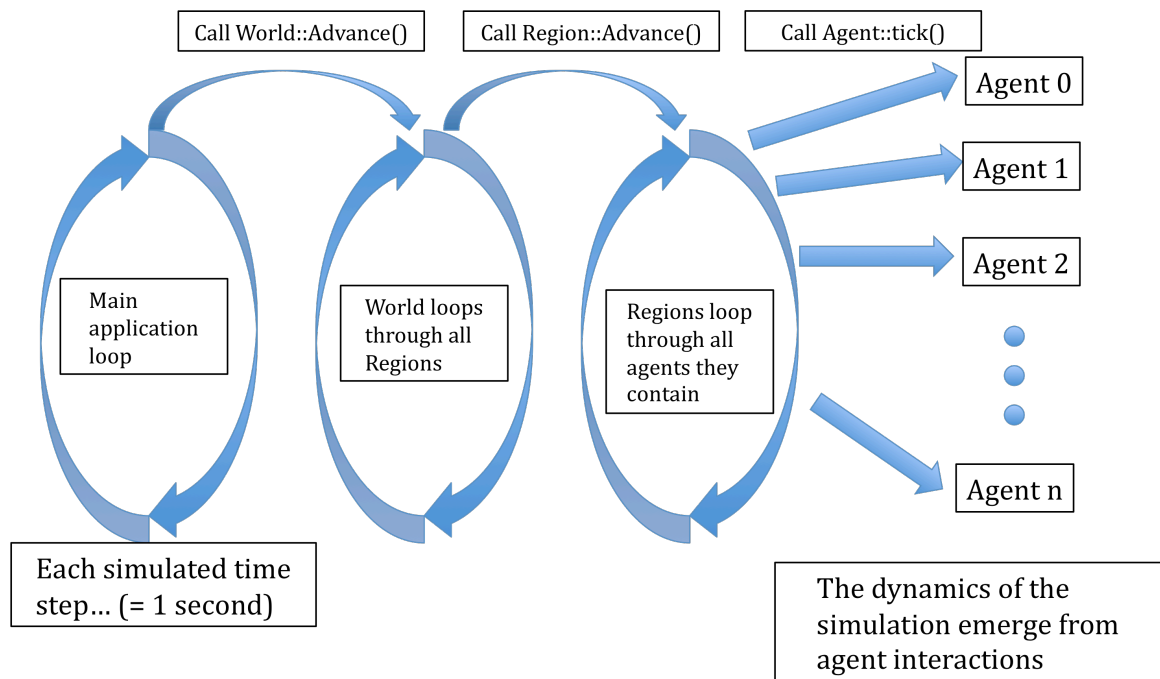 Call World::Advance()
Call Region::Advance()
Call Agent::tick()
Agent 0
Agent 1
Agent 2
Agent n
Main
application
loop
World loops
through all
Regions
Regions loop
through all
agents they
contain
Each simulated time
step… (= 1 second)
The dynamics of the
simulation emerge from
agent interactions